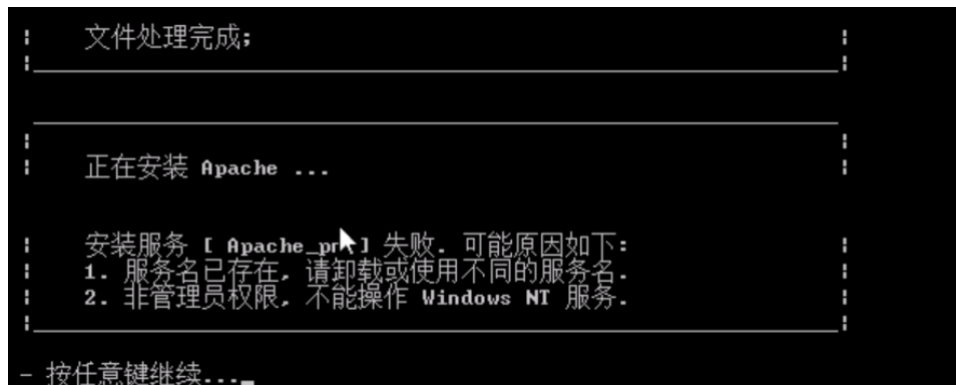 文件处理完成;
正在安装 Apache ...
安装服务 [ Apache_pn ] 失败. 可能原因如下:
1. 服务名已存在, 请卸载或使用不同的服务名.
2. 非管理员权限, 不能操作 Windows NT 服务.
- 按任意键继续..._